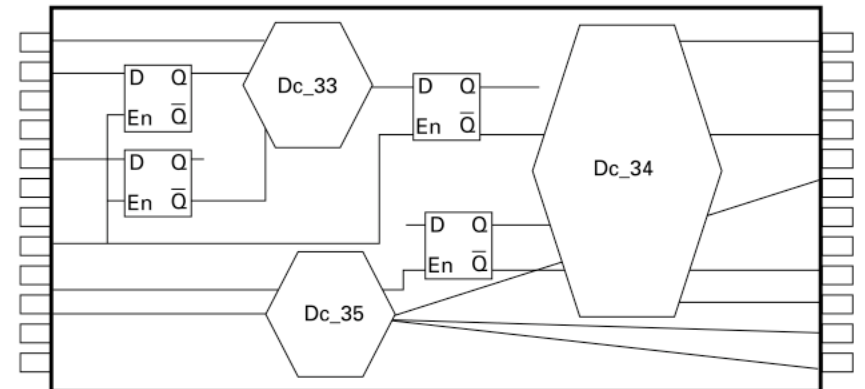 D Q
En Q̅
D Q
En Q̅
Dc_33
D Q
En Q̅
Dc_34
D Q
En Q̅
Dc_35